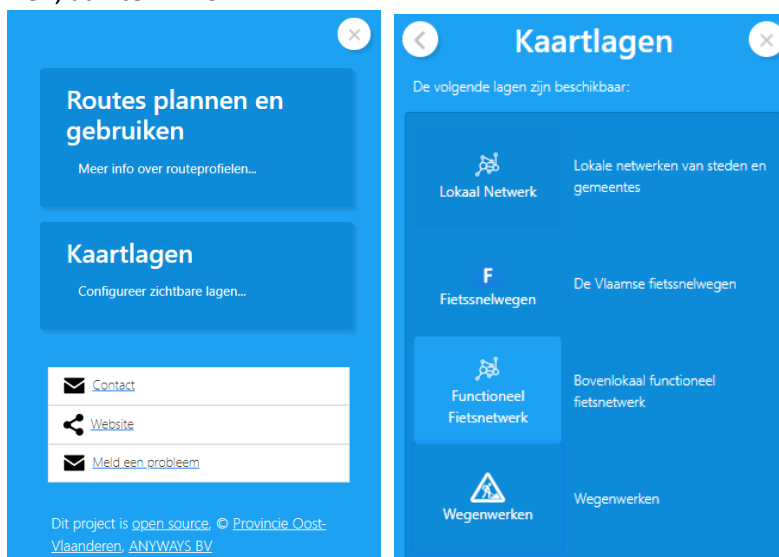 Routes plannen en
gebruiken
Meer info over routeprofielen...
Kaartlagen
Configureer zichtbare lagen...
Contact
Website
Meld een probleem
Dit project is open source, © Provincie Oost-
Vlaanderen, ANYWAYS BV
Kaartlagen
De volgende lagen zijn beschikbaar:
Lokaal Netwerk
Lokale netwerken van steden en
gemeentes
F
Fietssnelwegen
De Vlaamse fietssnelwegen
Functioneel
Fietsnetwerk
Bovenlokaal functioneel
fietsnetwerk
Wegenwerken
Wegenwerken